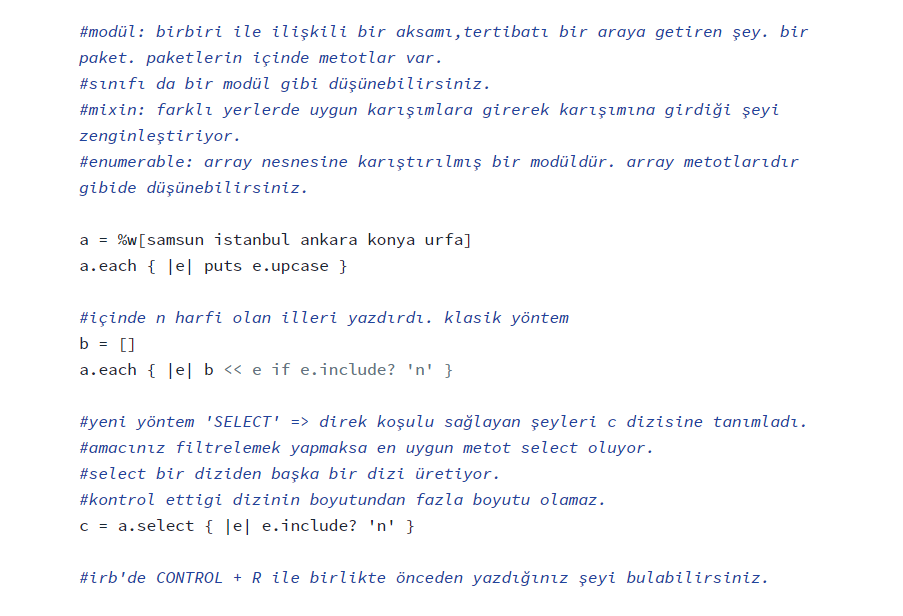 #modül: birbiri ile ilişkili bir aksamı,tertibatı bir araya getiren şey. bir
paket. paketlerin içinde metotlar var.
#sınıfı da bir modül gibi düşünebilirsiniz.
#mixin: farklı yerlerde uygun karışımlara girerek karışımına girdiği şeyi
zenginleştiriyor.
#enumerable: array nesnesine karıştırılmış bir modüldür. array metotlarıdır
gibide düşünebilirsiniz.
a = %w[samsun istanbul ankara konya urfa]
a.each { |e| puts e.upcase }
#içinde n harfi olan illeri yazdırdı. klasik yöntem
b = []
a.each { |e| b << e if e.include? 'n' }
#yeni yöntem 'SELECT' => direk koşulu sağlayan şeyleri c dizisine tanımladı.
#amacınız filtrelemek yapmaksa en uygun metot select oluyor.
#select bir diziden başka bir dizi üretiyor.
#kontrol ettigi dizinin boyutundan fazla boyutu olamaz.
c = a.select { |e| e.include? 'n' }
#irb'de CONTROL + R ile birlikte önceden yazdığınız şeyi bulabilirsiniz.